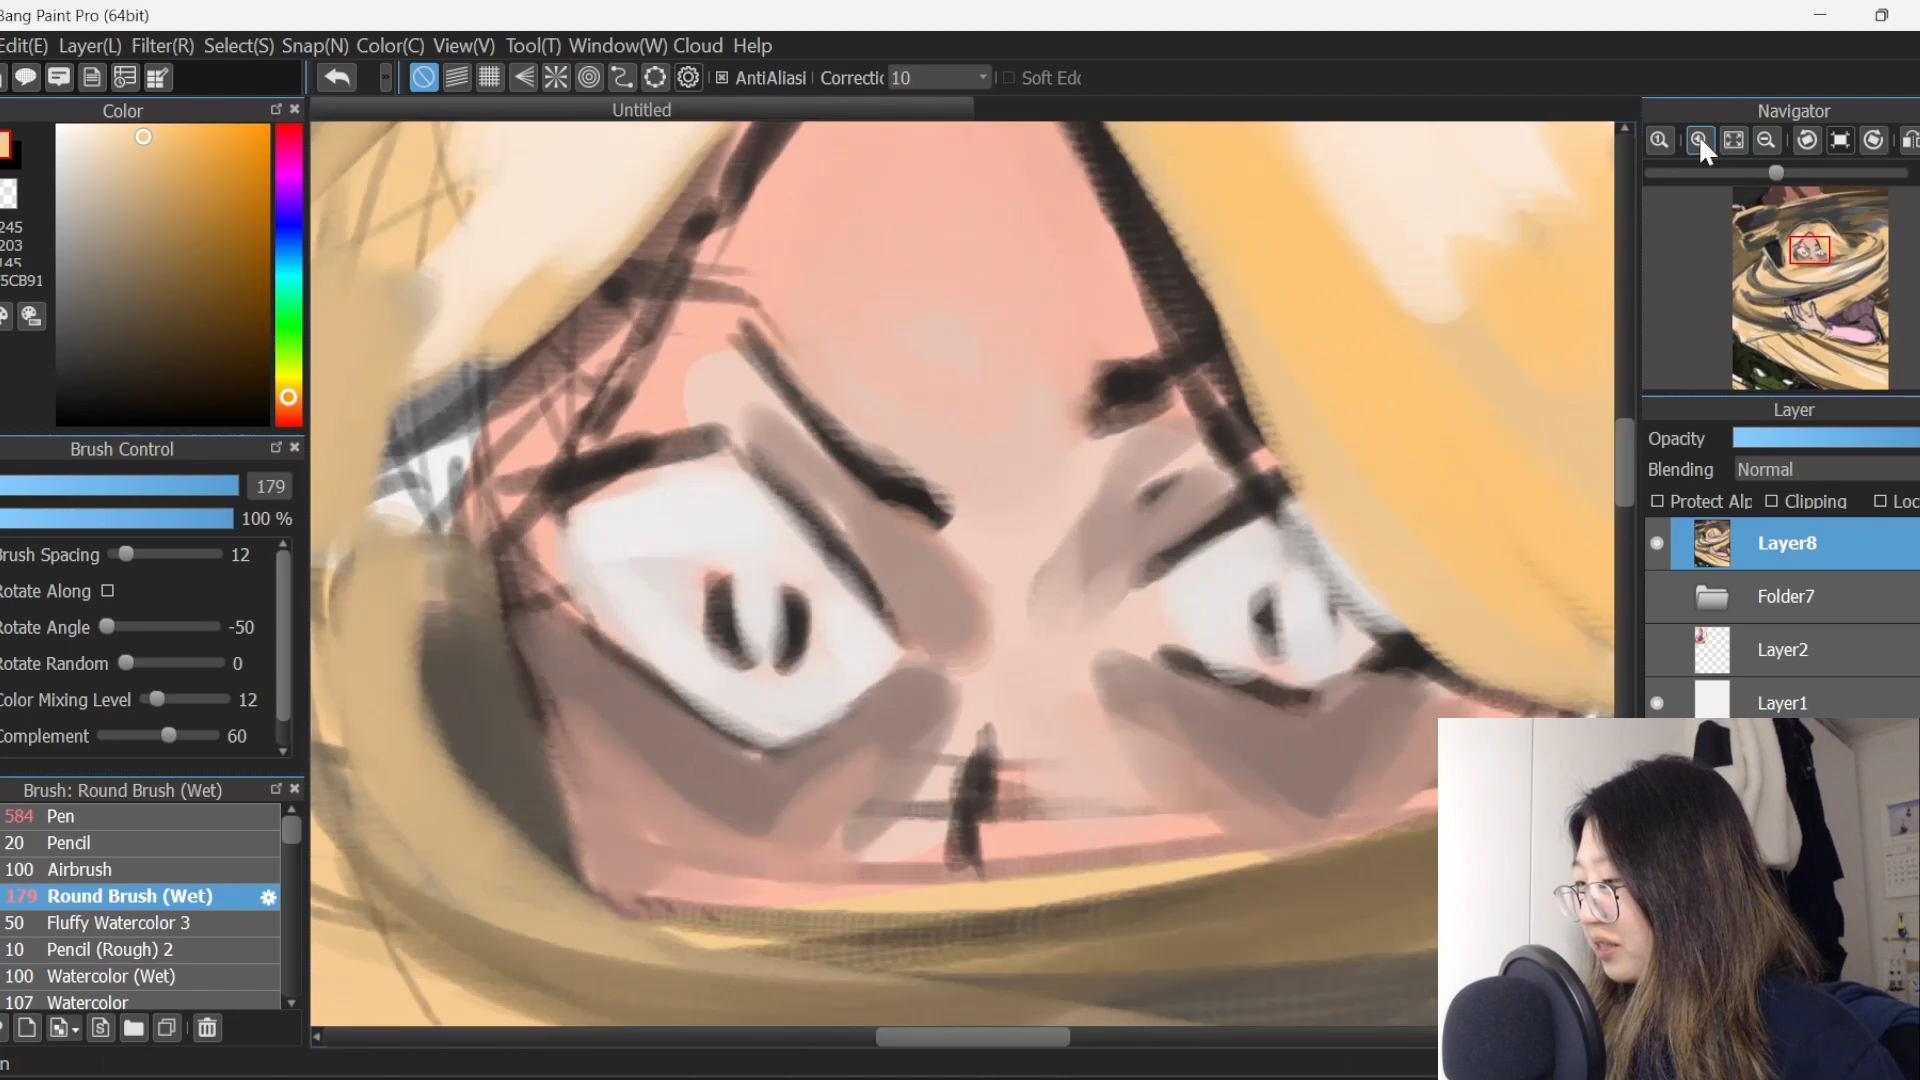 Bang Paint Pro (64bit)
Edit(E) Layer(L) Filter(R) Select(S) Snap(N) Color(C) View(V) Tool(T) Window(W) Cloud Help
AntiAliasi Correctic 10 Soft Edc
Color
Untitled
Navigator
245
203
145
5CB91
Layer
Opacity
Brush Control
Blending Normal
179
Protect Alp Clipping Loc
100 %
Brush Spacing 12
Layer8
Rotate Along
Folder7
Rotate Angle -50
Layer2
Rotate Random 0
Color Mixing Level 12
Layer1
Complement 60
Brush: Round Brush (Wet)
584 Pen
20 Pencil
100 Airbrush
179 Round Brush (Wet)
50 Fluffy Watercolor 3
10 Pencil (Rough) 2
100 Watercolor (Wet)
107 Watercolor
n